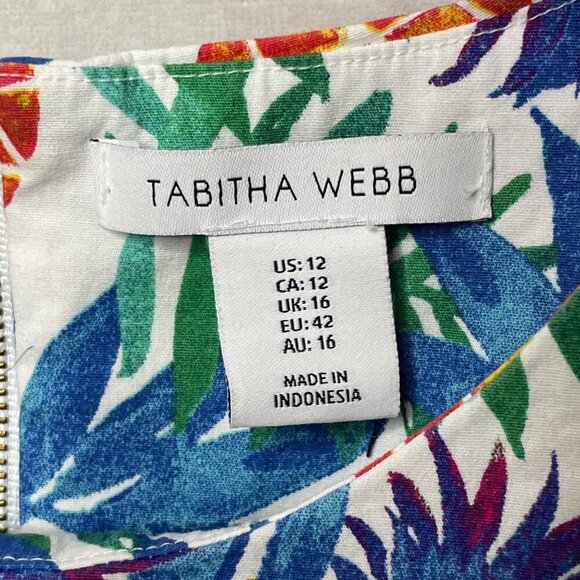 TABITHA WEBB
US: 12
CA: 12
UK: 16
EU: 42
AU: 16
MADE IN
INDONESIA